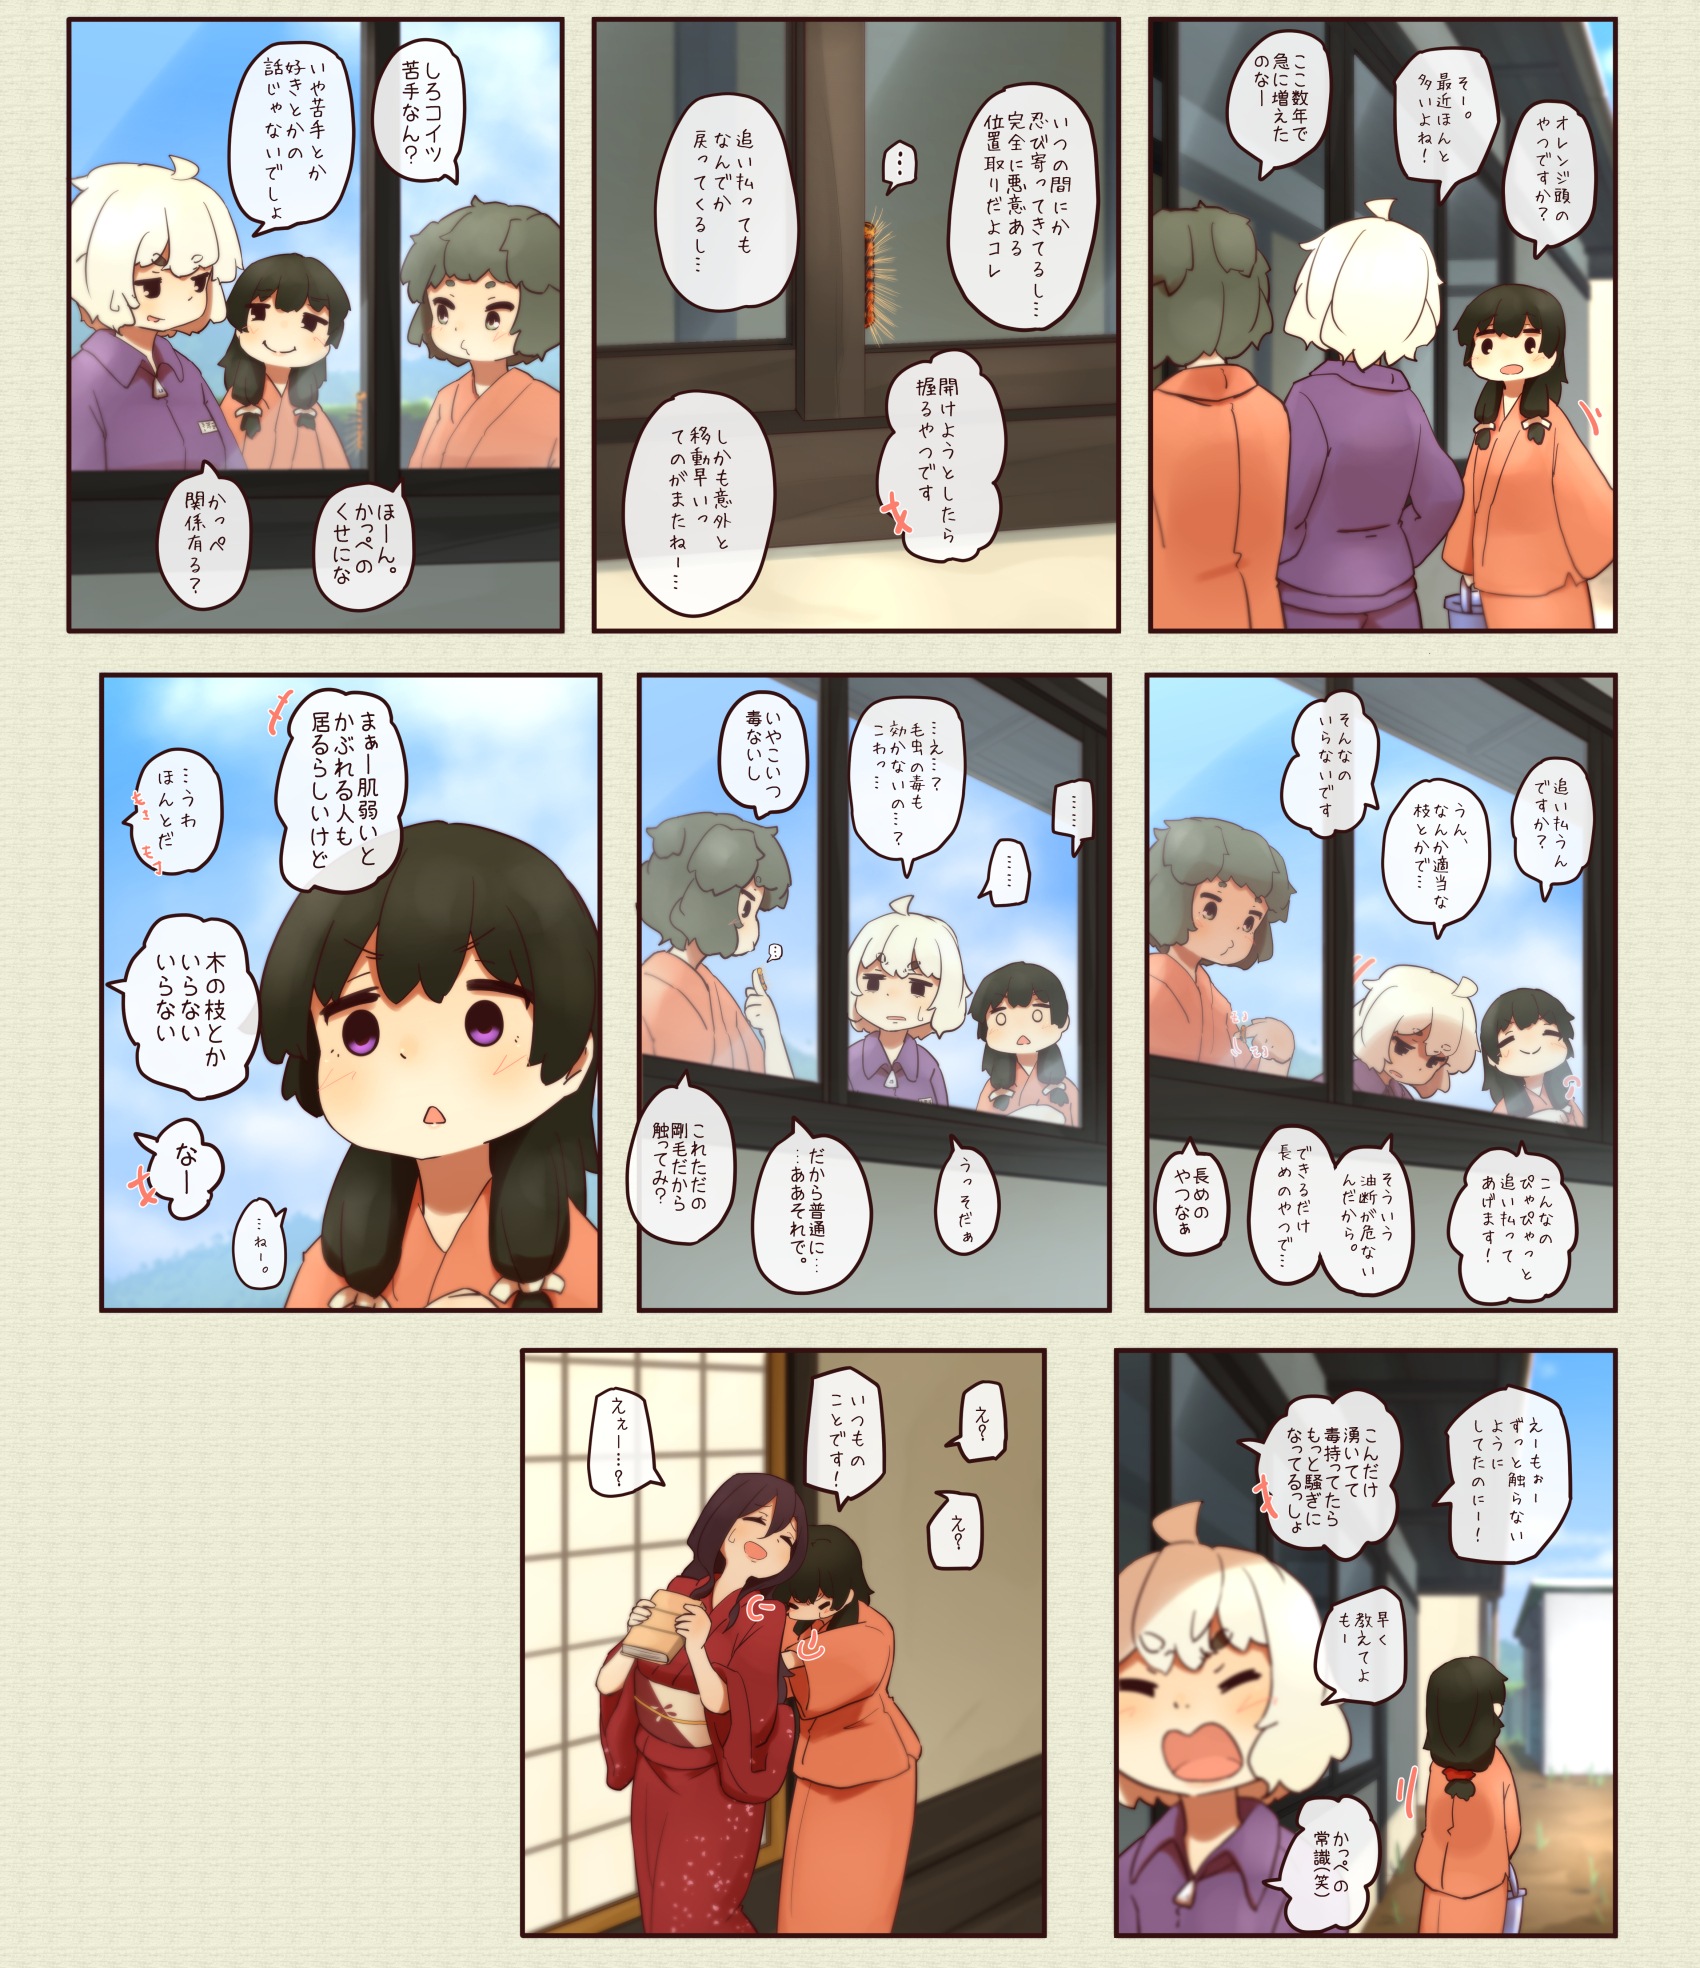 オレンジ頭の
やつですか？
そー。
最近ほんと
多いよね！
ここ数年で
急に増えた
のなー
いつの間にか
忍び寄ってきてるし…
完全に悪意ある
位置取りだよコレ
…
追い払っても
なんでか
戻ってくるし…
開けようとしたら
握るやつです
しかも意外と
移動早いっ
てのがまたねー…
しろコイツ
苦手なん？
いや苦手とか
好きとかの
話じゃないでしょ
ほーん。
かっぺの
くせにな
かっぺ
関係有る？
追い払うん
ですか？
うん、
なんか適当な
枝とかで…
そんなの
いらないです
こんなの
ぴゃぴゃっと
追い払って
あげます！
そういう
油断が危ない
んだから。
できるだけ
長めのやつで…
長めの
やつなぁ
……
……
…え…？
毛虫の毒も
効かないの…？
こわっ…
いやこいつ
毒ないし
…
うっそだぁ
だから普通に…
…ああそれで。
これただの
剛毛だから
触ってみ？
まぁー肌弱いと
かぶれる人も
居るらしいけど
…うわ
ほんとだ
もさ
もさ
木の枝とか
いらない
いらない
なー
…ねー。
えーもぉー
ずっと触らない
ように
してたのにー！
こんだけ
湧いてて
毒持ってたら
もっと騒ぎに
なってるっしょ
早く
教えてよ
もー
かっぺの
常識(笑)
え？
え？
いつもの
ことです！
えぇー…？